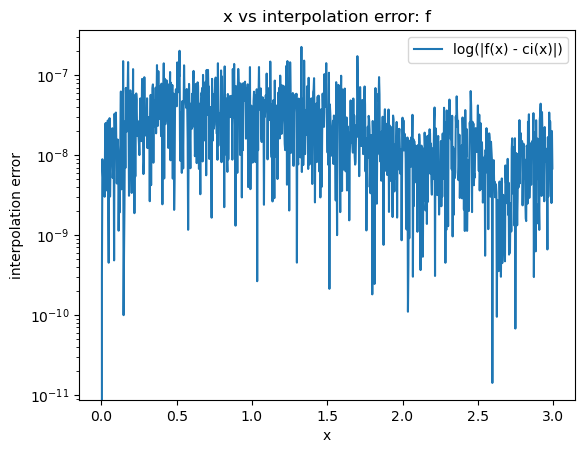 x vs interpolation error: f
log(|f(x) - ci(x)|)
interpolation error
10⁻⁷
10⁻⁸
10⁻⁹
10⁻¹⁰
10⁻¹¹
0.0 0.5 1.0 1.5 2.0 2.5 3.0
x